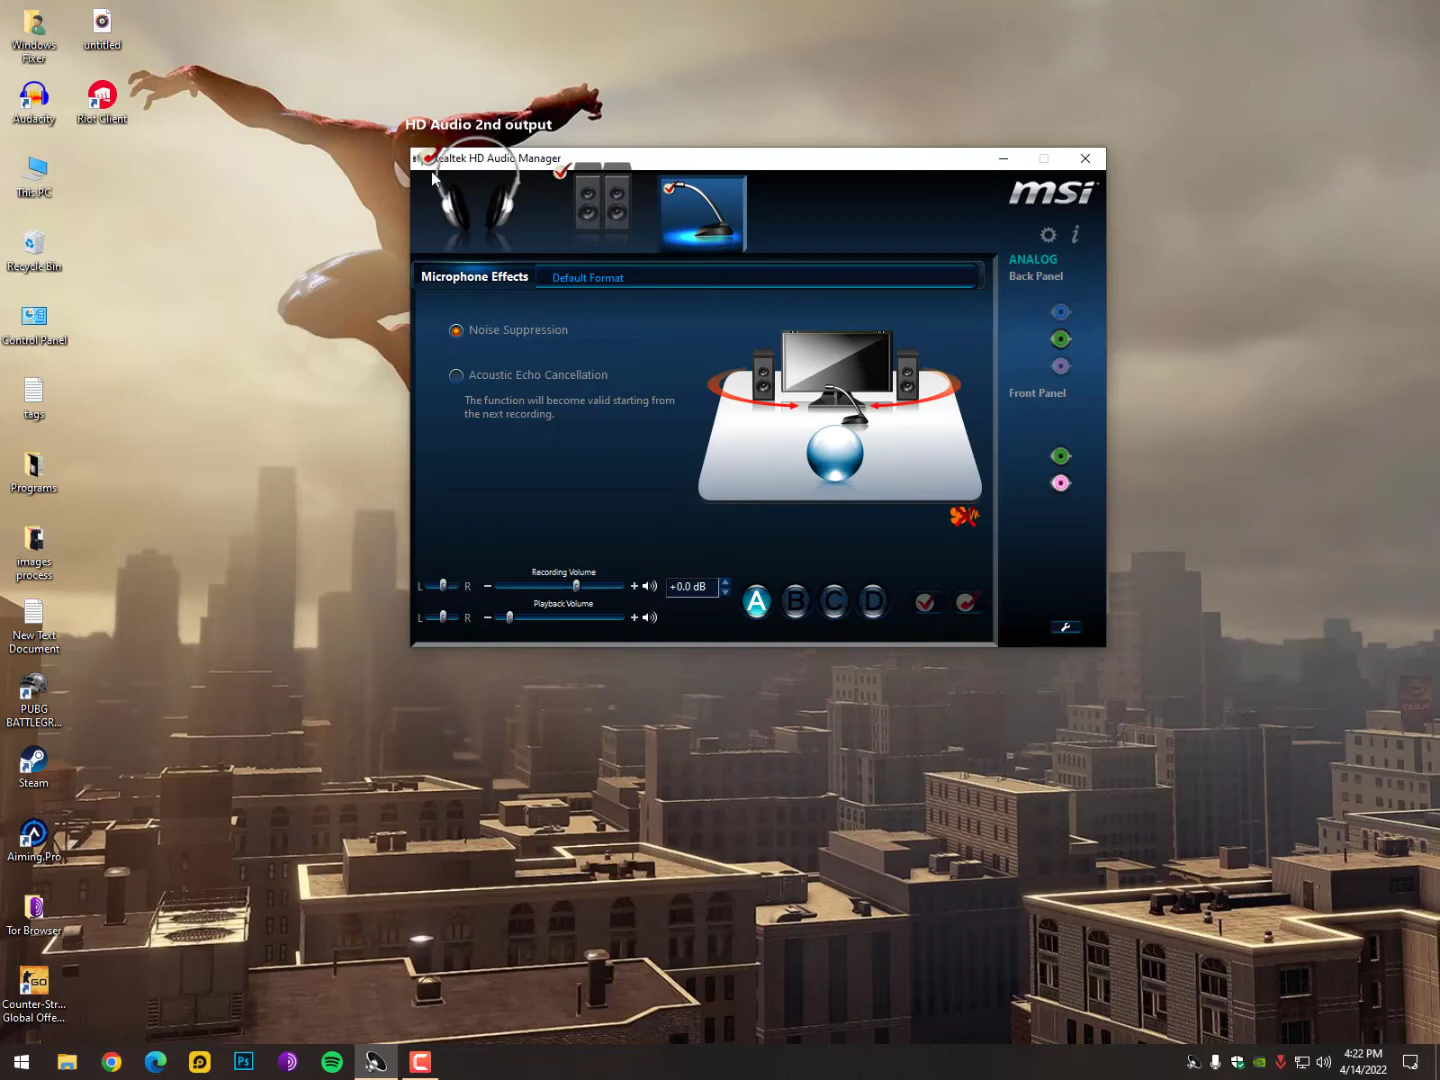 Windows
Fixer
untitled
Audacity
Riot Client
This PC
Recycle Bin
Control Panel
tags
Programs
images
process
New Text
Document
PUBG
BATTLEGR...
Steam
Aiming.Pro
Tor Browser
GO
Counter-Str...
Global Offe...
HD Audio 2nd output
ealtek HD Audio Manager
msi
i
ANALOG
Back Panel
Front Panel
Microphone Effects
Default Format
Noise Suppression
Acoustic Echo Cancellation
The function will become valid starting from
the next recording.
Recording Volume
L R - + +0.0 dB
Playback Volume
L R - +
A B C D
Ps
4:22 PM
4/14/2022